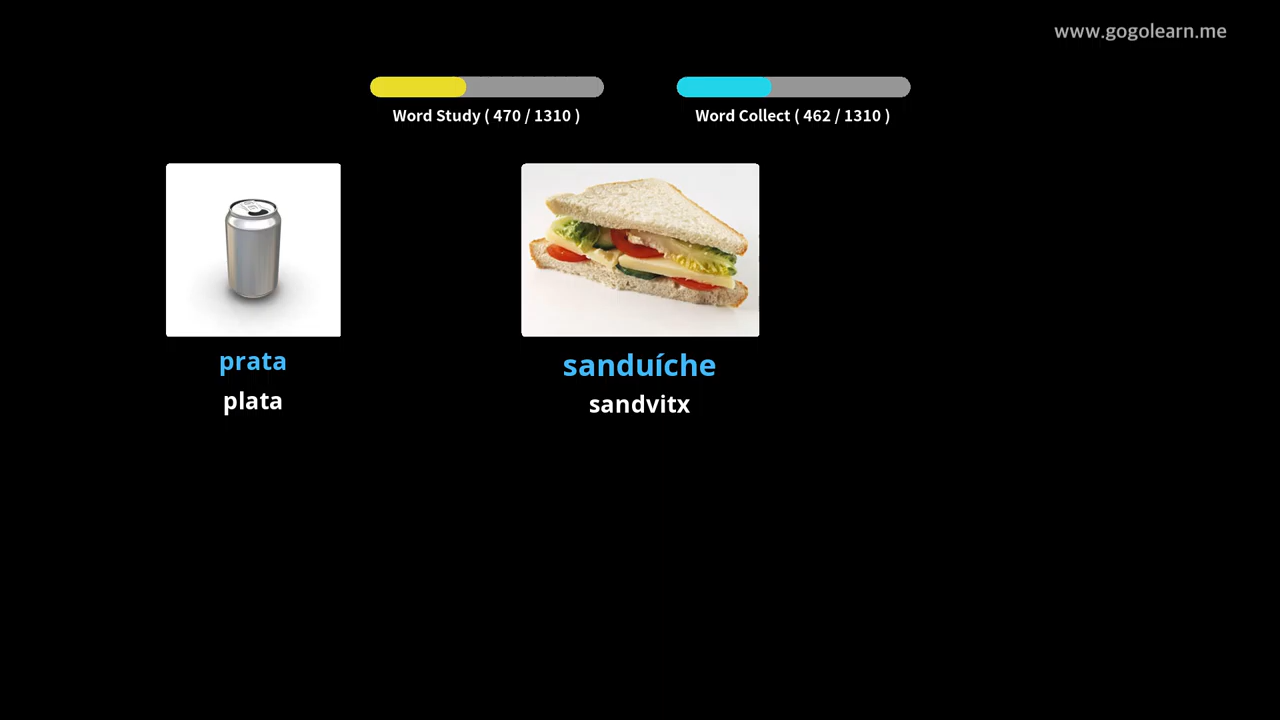 www.gogolearn.me
Word Study ( 470 / 1310 )
Word Collect ( 462 / 1310 )
prata
plata
sanduíche
sandvitx